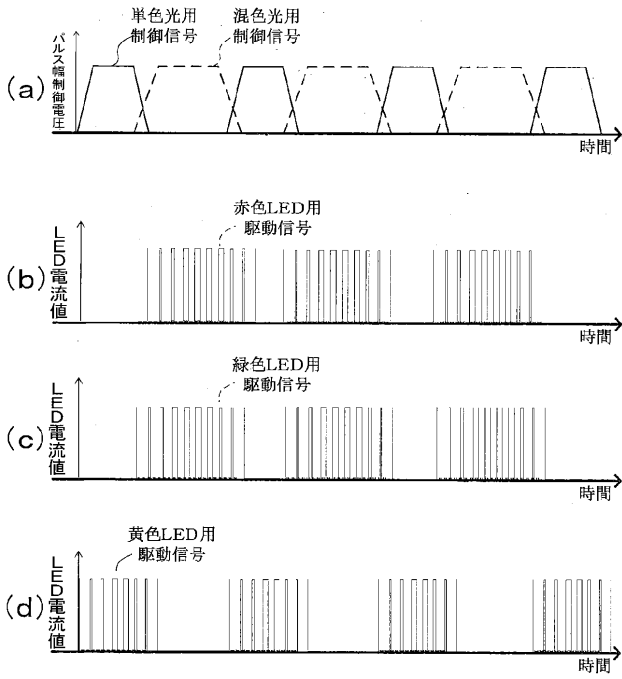 単色光用
制御信号
混色光用
制御信号
(a)
パルス幅制御電圧
時間
赤色LED用
駆動信号
(b)
LED電流値
時間
緑色LED用
駆動信号
(c)
LED電流値
時間
黄色LED用
駆動信号
(d)
LED電流値
時間